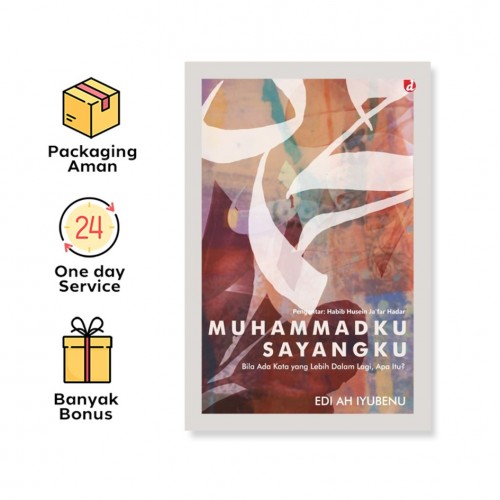 Packaging
Aman
24
One day
Service
Banyak
Bonus
d
Pengantar: Habib Husein Ja'far Hadar
MUHAMMADKU
SAYANGKU
Bila Ada Kata yang Lebih Dalam Lagi, Apa Itu?
EDI AH IYUBENU